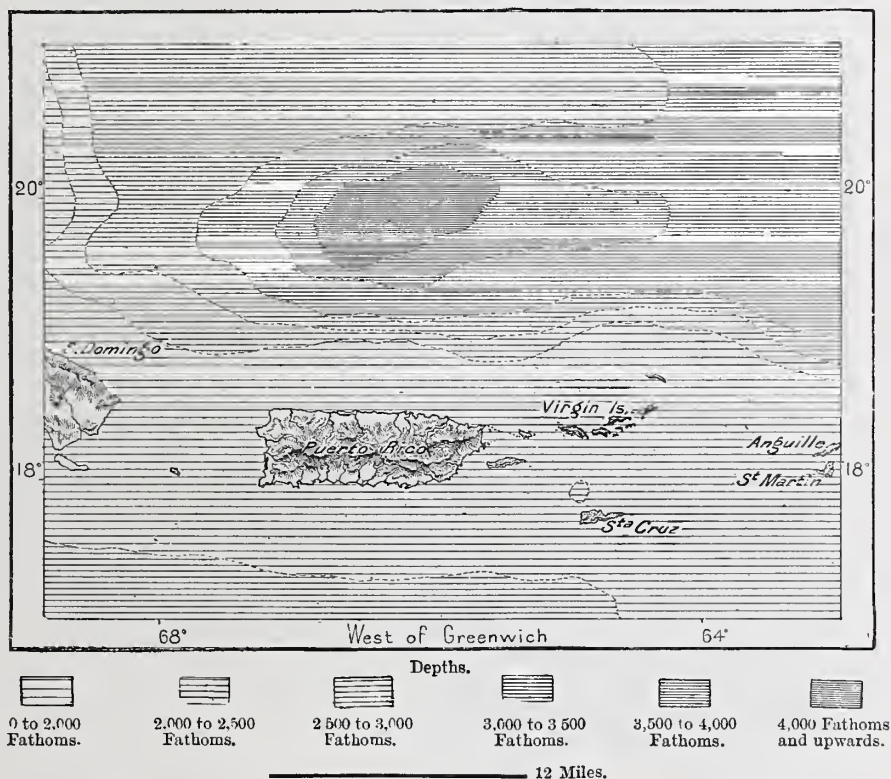 20°
20°
S. Domingo
Virgin Is.
Puerto Rico
Anguille
18°
18°
St Martin
Sta Cruz
68°
West of Greenwich
64°
Depths.
0 to 2,000
Fathoms.
2,000 to 2,500
Fathoms.
2 500 to 3,000
Fathoms.
3,000 to 3 500
Fathoms.
3,500 to 4,000
Fathoms.
4,000 Fathoms
and upwards.
12 Miles.